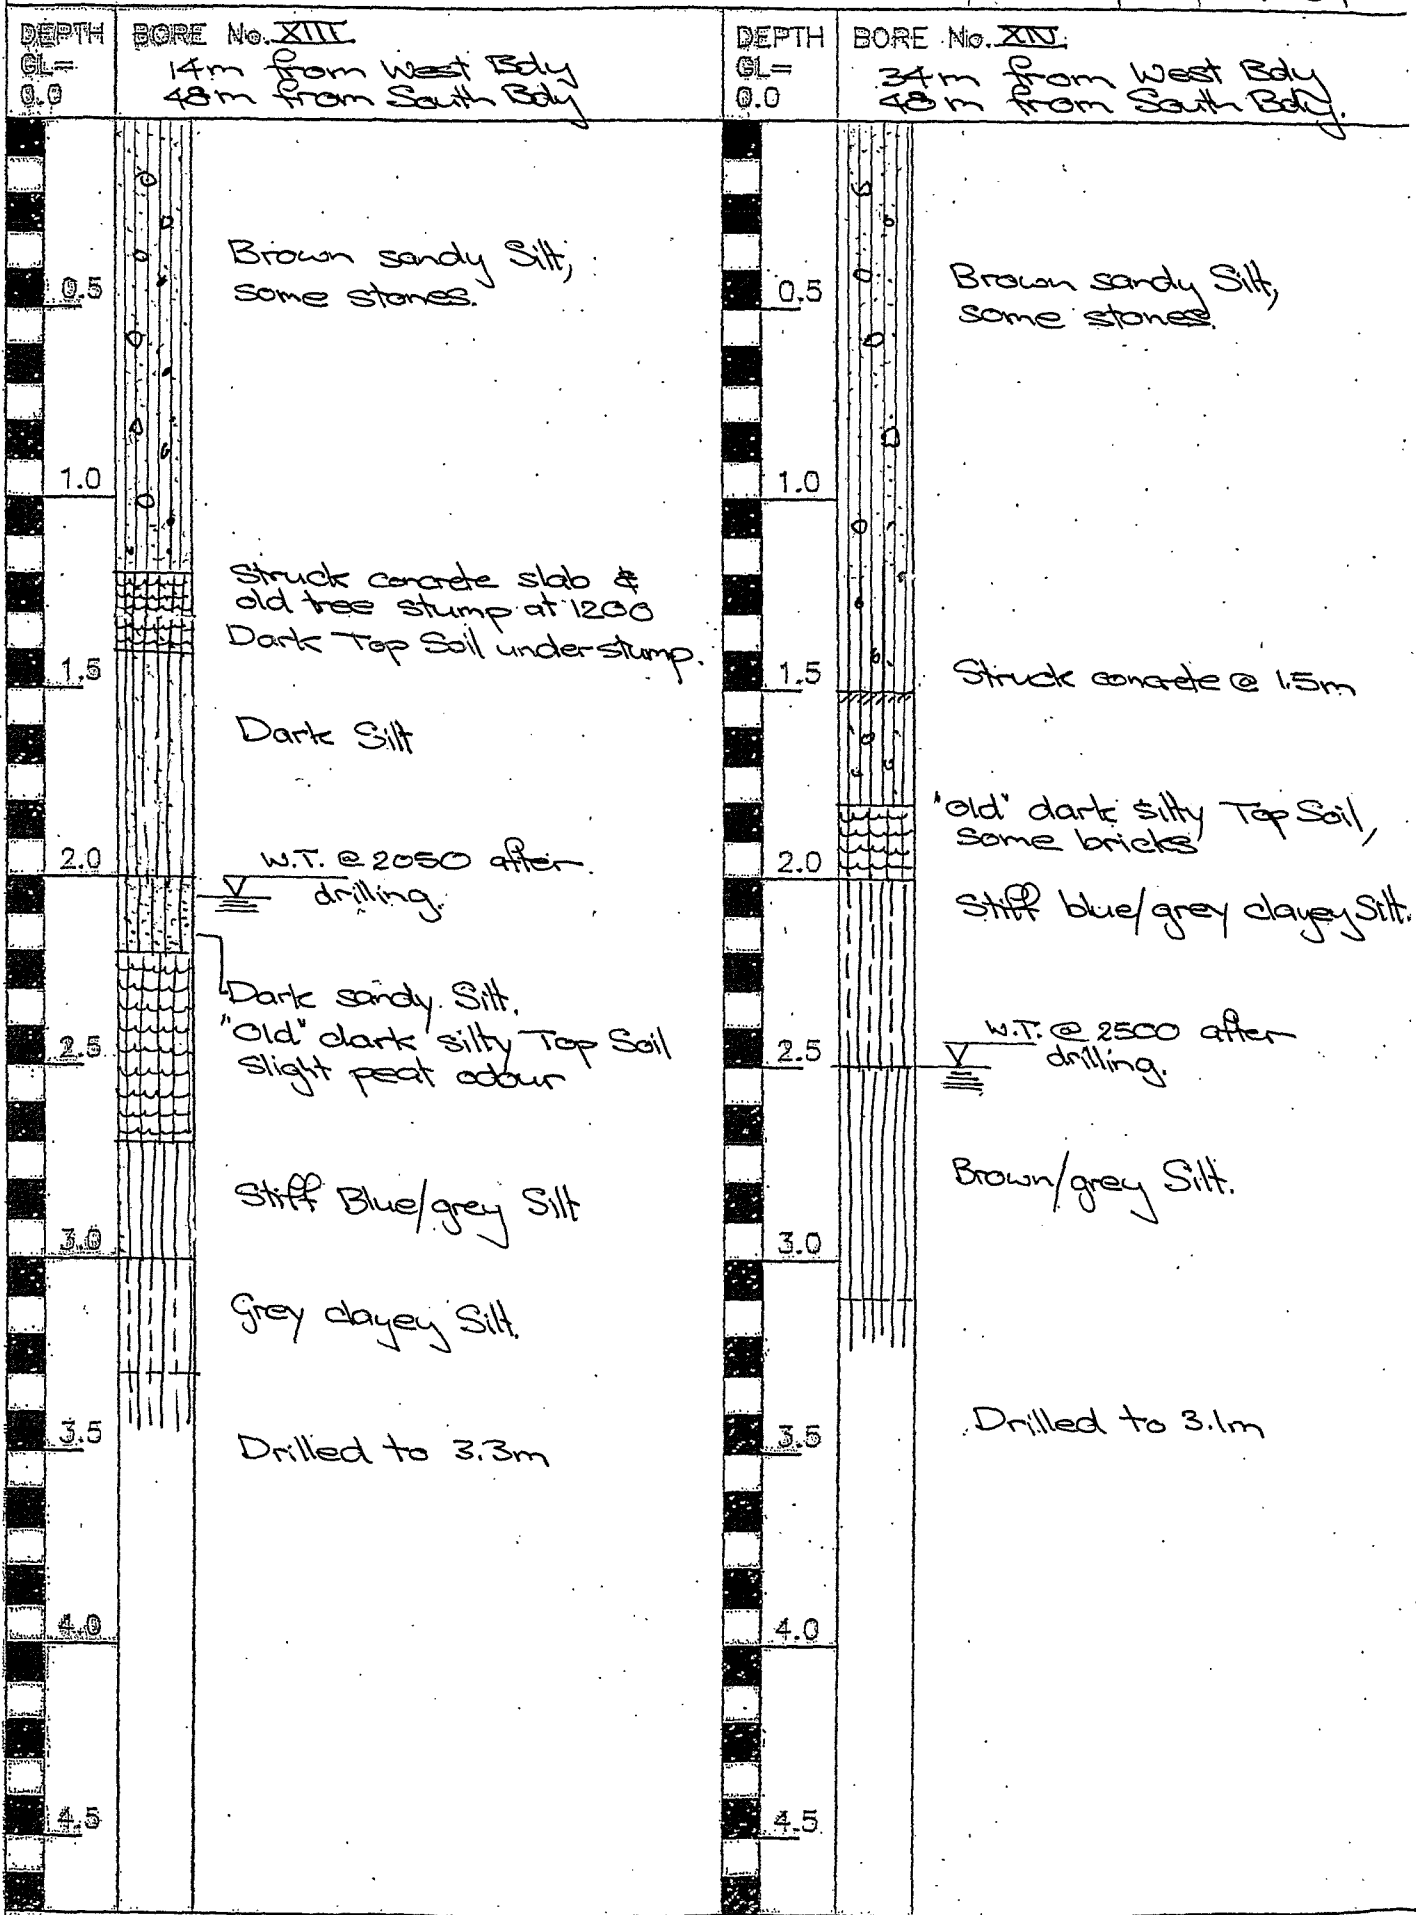 DEPTH
GL=
0.0
BORE No. XIII
14m from West Bdy
48m from South Bdy
0.5
1.0
1.5
2.0
2.5
3.0
3.5
4.0
4.5
Brown sandy Silt,
some stones.
Struck concrete slab &
old tree stump at 1200
Dark Top Soil under stump.
Dark Silt
W.T. @ 2050 after
drilling.
Dark sandy Silt.
"Old" dark silty Top Soil
Slight peat odour
Stiff Blue/grey Silt
Grey clayey Silt.
Drilled to 3.3m
DEPTH
GL=
0.0
BORE No. XIV
34m from West Bdy
48m from South Bdy.
0.5
1.0
1.5
2.0
2.5
3.0
3.5
4.0
4.5
Brown sandy Silt,
some stones.
Struck concrete @ 1.5m
"Old" dark silty Top Soil,
some bricks
Stiff blue/grey clayey Silt.
W.T. @ 2500 after
drilling.
Brown/grey Silt.
Drilled to 3.1m